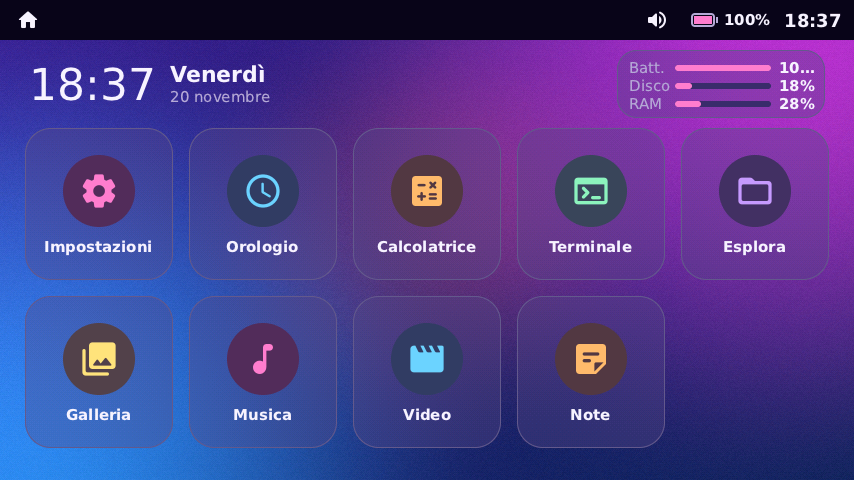 100% 18:37
18:37 Venerdì
20 novembre
Batt. 10...
Disco 18%
RAM 28%
Impostazioni Orologio Calcolatrice Terminale Esplora
Galleria Musica Video Note